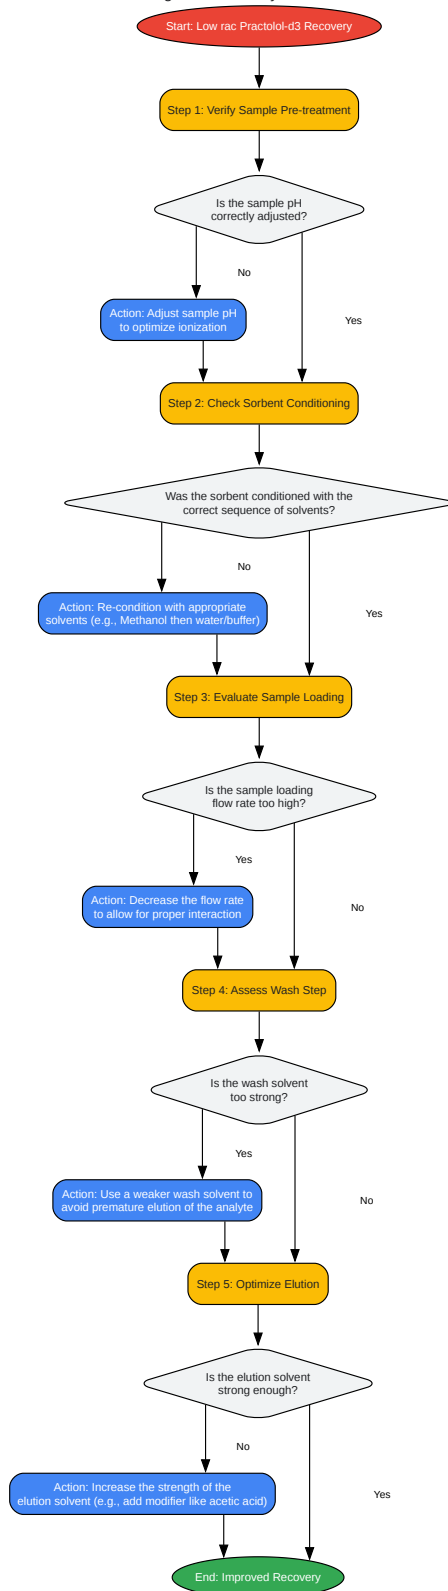 Start: Low rac Practolol-d3 Recovery
Step 1: Verify Sample Pre-treatment
Is the sample pH
correctly adjusted?
No
Action: Adjust sample pH
to optimize ionization
Yes
Step 2: Check Sorbent Conditioning
Was the sorbent conditioned with the
correct sequence of solvents?
No
Action: Re-condition with appropriate
solvents (e.g., Methanol then water/buffer)
Yes
Step 3: Evaluate Sample Loading
Is the sample loading
flow rate too high?
Yes
Action: Decrease the flow rate
to allow for proper interaction
No
Step 4: Assess Wash Step
Is the wash solvent
too strong?
Yes
Action: Use a weaker wash solvent to
avoid premature elution of the analyte
No
Step 5: Optimize Elution
Is the elution solvent
strong enough?
No
Action: Increase the strength of the
elution solvent (e.g., add modifier like acetic acid)
Yes
End: Improved Recovery